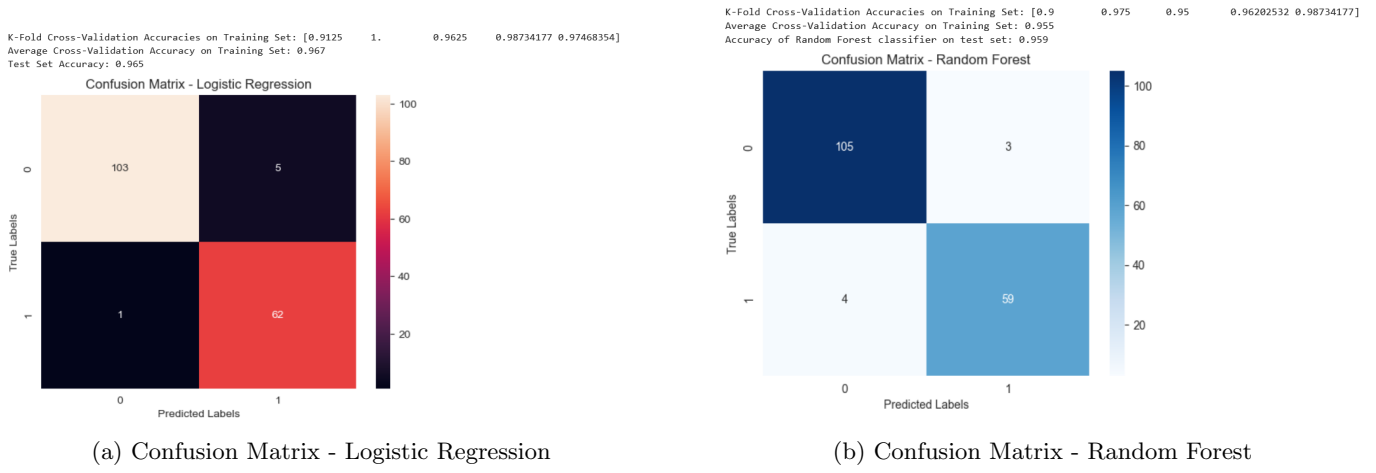 K-Fold Cross-Validation Accuracies on Training Set: [0.9125 1. 0.9625 0.98734177 0.97468354]
Average Cross-Validation Accuracy on Training Set: 0.967
Test Set Accuracy: 0.965
Confusion Matrix - Logistic Regression
103 5
1 62
0
1
True Labels
0 1
Predicted Labels
100
80
60
40
20
(a) Confusion Matrix - Logistic Regression
K-Fold Cross-Validation Accuracies on Training Set: [0.9 0.975 0.95 0.96202532 0.98734177]
Average Cross-Validation Accuracy on Training Set: 0.955
Accuracy of Random Forest classifier on test set: 0.959
Confusion Matrix - Random Forest
105 3
4 59
0
1
True Labels
0 1
Predicted Labels
100
80
60
40
20
(b) Confusion Matrix - Random Forest